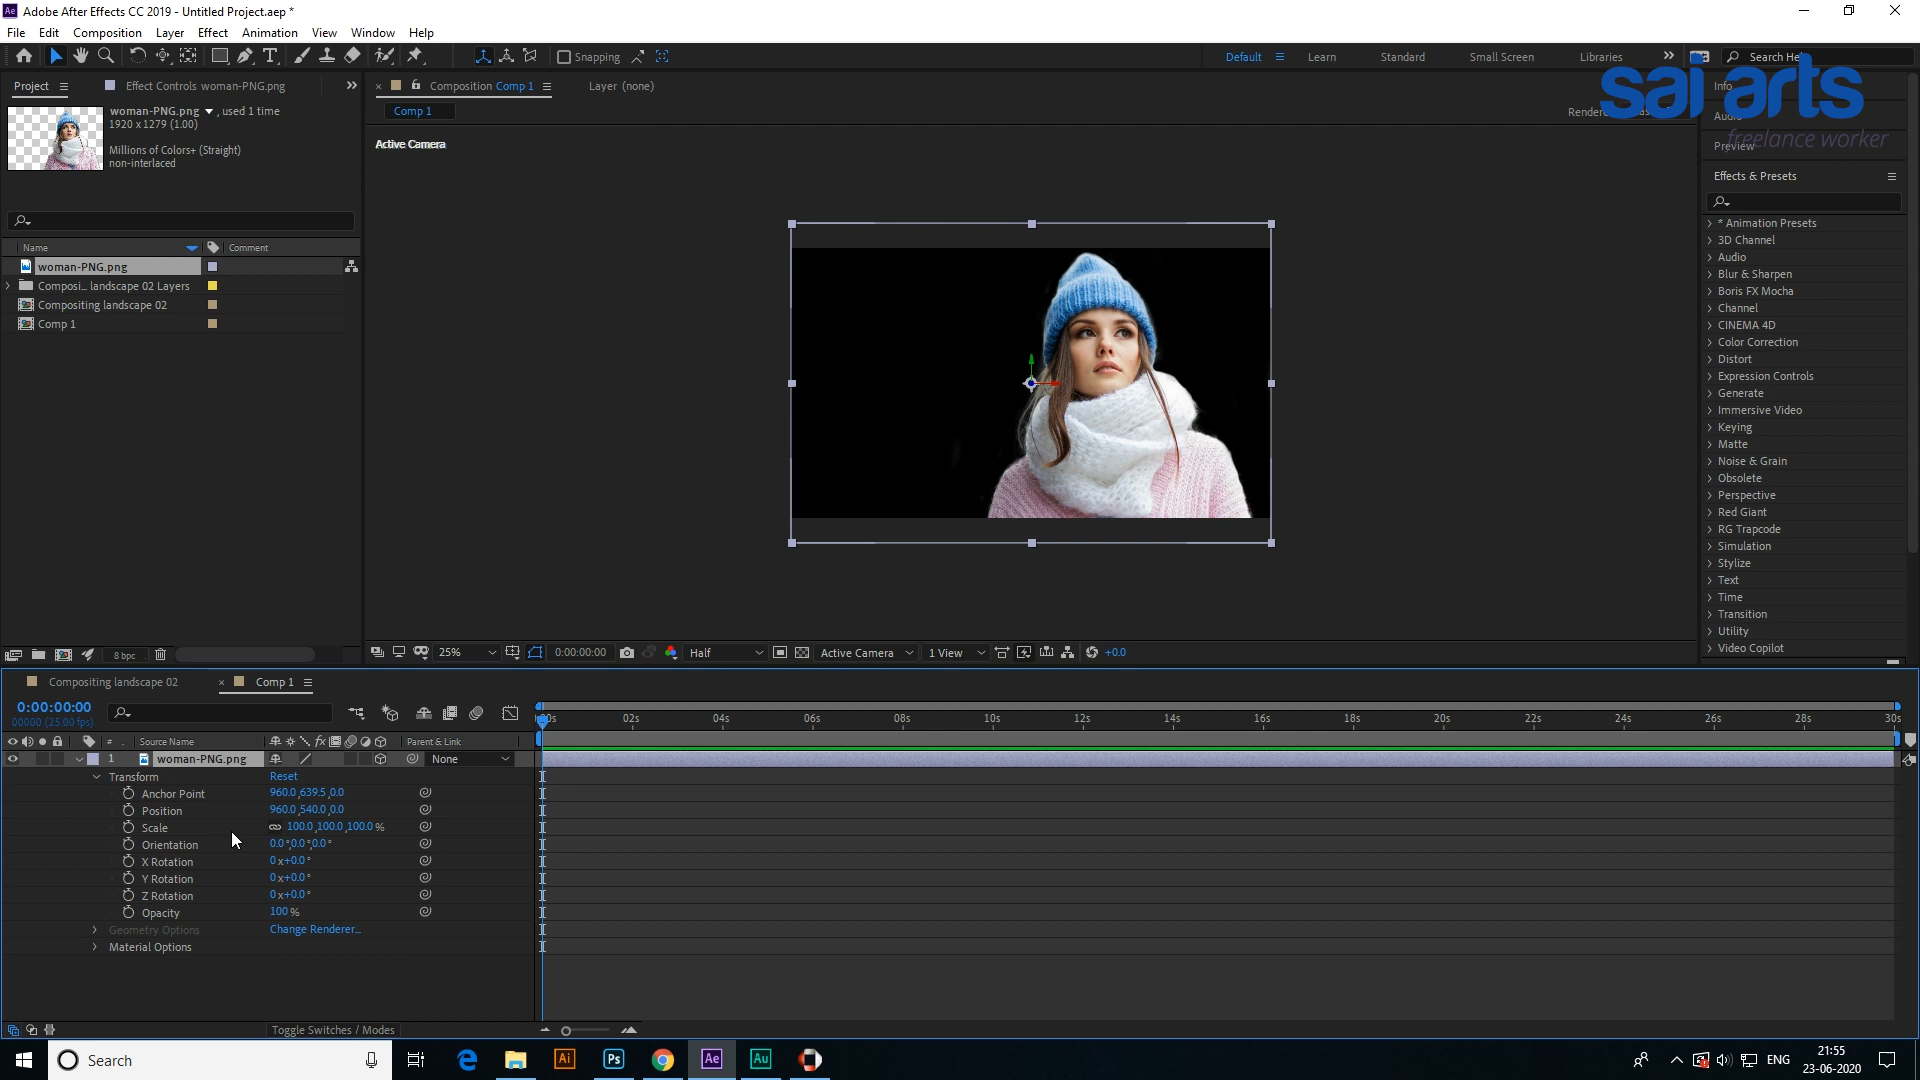 Adobe After Effects CC 2019 - Untitled Project.aep *
File Edit Composition Layer Effect Animation View Window Help
Snapping
Default Learn Standard Small Screen Libraries Search Help
sai arts
freelance worker
Project Effect Controls woman-PNG.png
woman-PNG.png , used 1 time
1920 x 1279 (1.00)
Millions of Colors+ (Straight)
non-interlaced
Name Comment
woman-PNG.png
Composi... landscape 02 Layers
Compositing landscape 02
Comp 1
8 bpc
Composition Comp 1 Layer (none)
Comp 1
Active Camera
25% 0:00:00:00 Half Active Camera 1 View +0.0
Info
Audio
Preview
Effects & Presets
* Animation Presets
3D Channel
Audio
Blur & Sharpen
Boris FX Mocha
Channel
CINEMA 4D
Color Correction
Distort
Expression Controls
Generate
Immersive Video
Keying
Matte
Noise & Grain
Obsolete
Perspective
Red Giant
RG Trapcode
Simulation
Stylize
Text
Time
Transition
Utility
Video Copilot
Compositing landscape 02 Comp 1
0:00:00:00
00000 (25.00 fps)
02s 04s 06s 08s 10s 12s 14s 16s 18s 20s 22s 24s 26s 28s 30s
# Source Name Parent & Link
1 woman-PNG.png None
Transform Reset
Anchor Point 960.0,639.5,0.0
Position 960.0,540.0,0.0
Scale 100.0,100.0,100.0%
Orientation 0.0°,0.0°,0.0°
X Rotation 0x+0.0°
Y Rotation 0x+0.0°
Z Rotation 0x+0.0°
Opacity 100%
Geometry Options Change Renderer...
Material Options
Toggle Switches / Modes
Search
Ai Ps Ae Au
ENG
21:55
23-06-2020